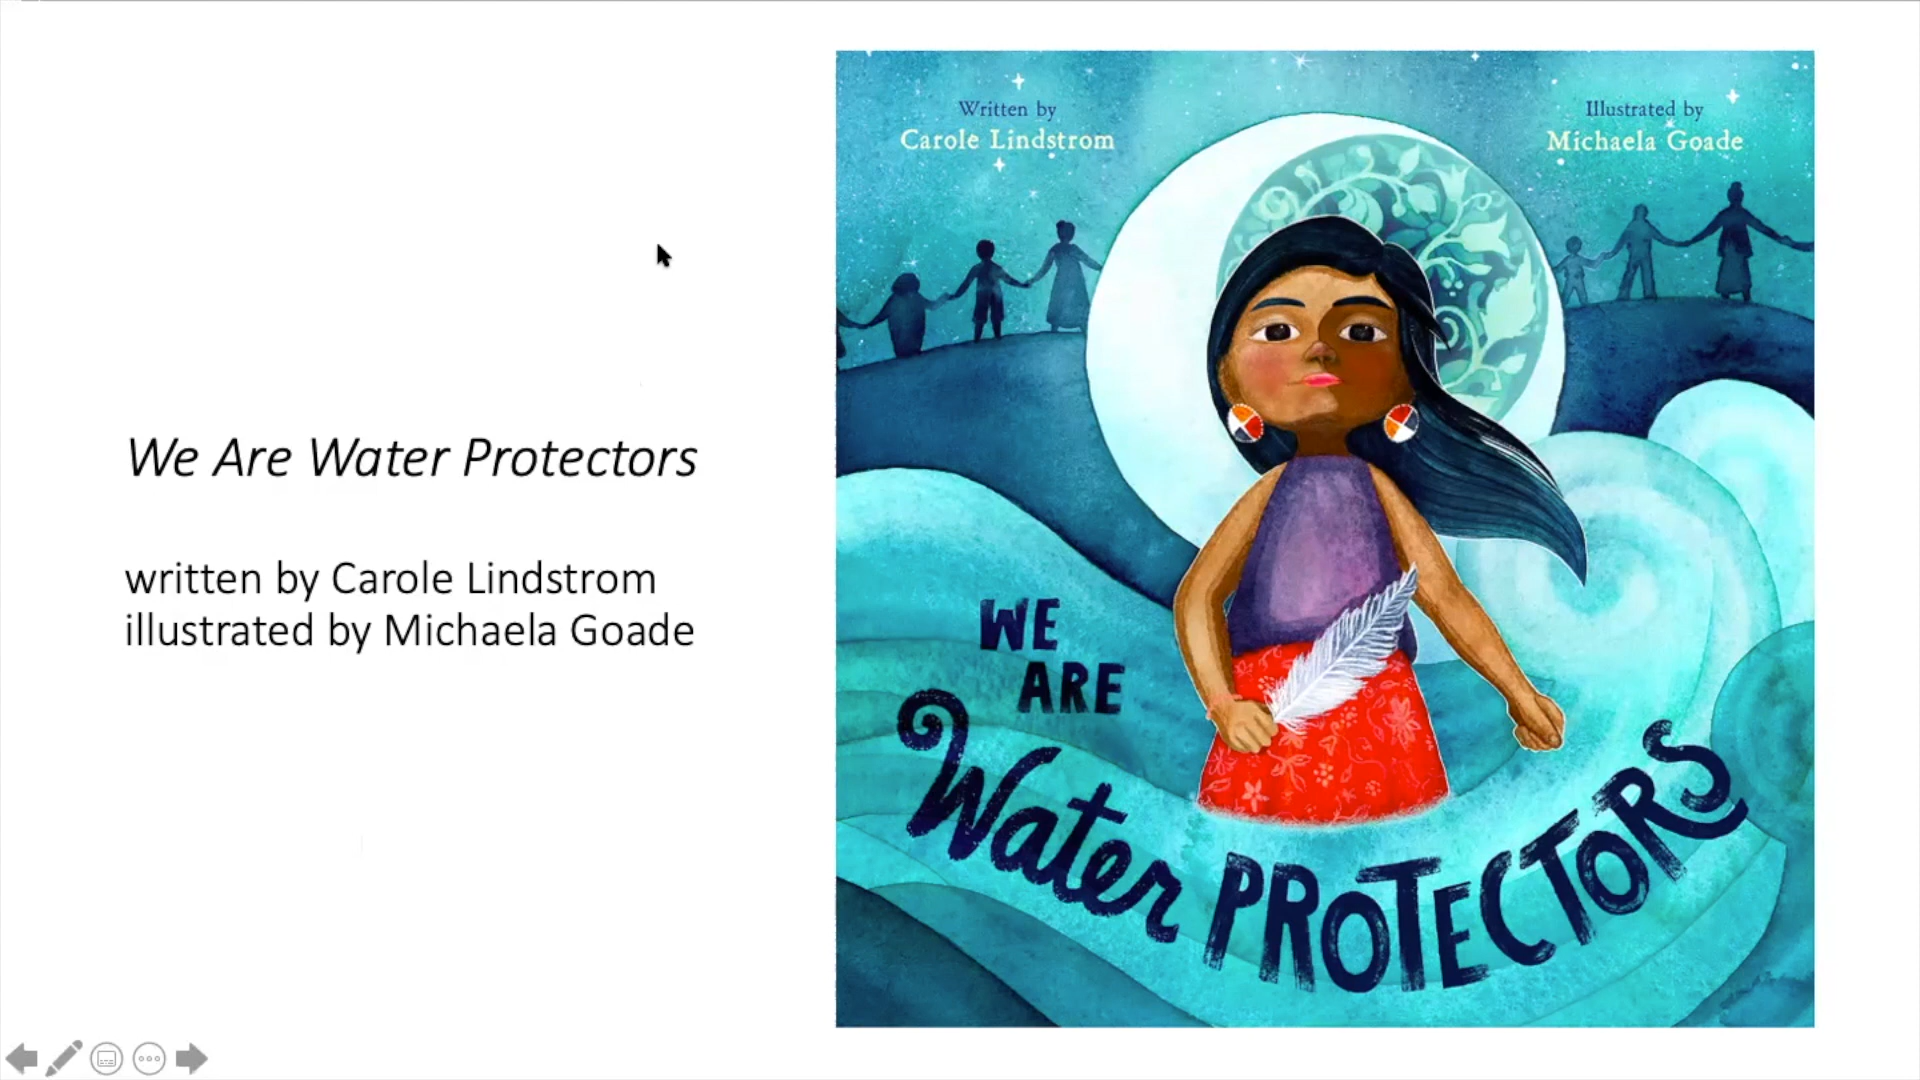 We Are Water Protectors
written by Carole Lindstrom
illustrated by Michaela Goade
Written by
Carole Lindstrom
Illustrated by
Michaela Goade
WE
ARE
Water PROTECTORS